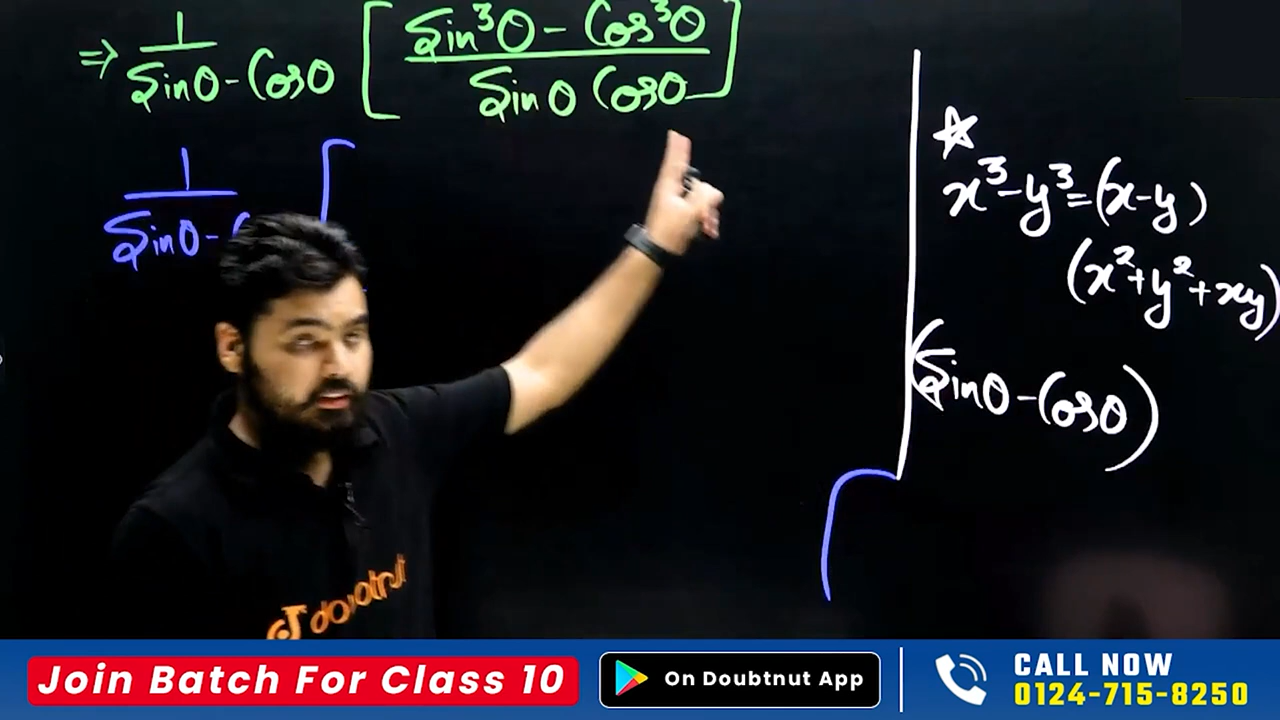 ⇒ 1/(Sinθ - Cosθ) [ (Sin³θ - Cos³θ)/(Sinθ Cosθ) ]
1/(Sinθ - [
☆
x³-y³=(x-y)
(x²+y²+xy)
(Sinθ-Cosθ)
doubtnut
Join Batch For Class 10
On Doubtnut App
CALL NOW
0124-715-8250